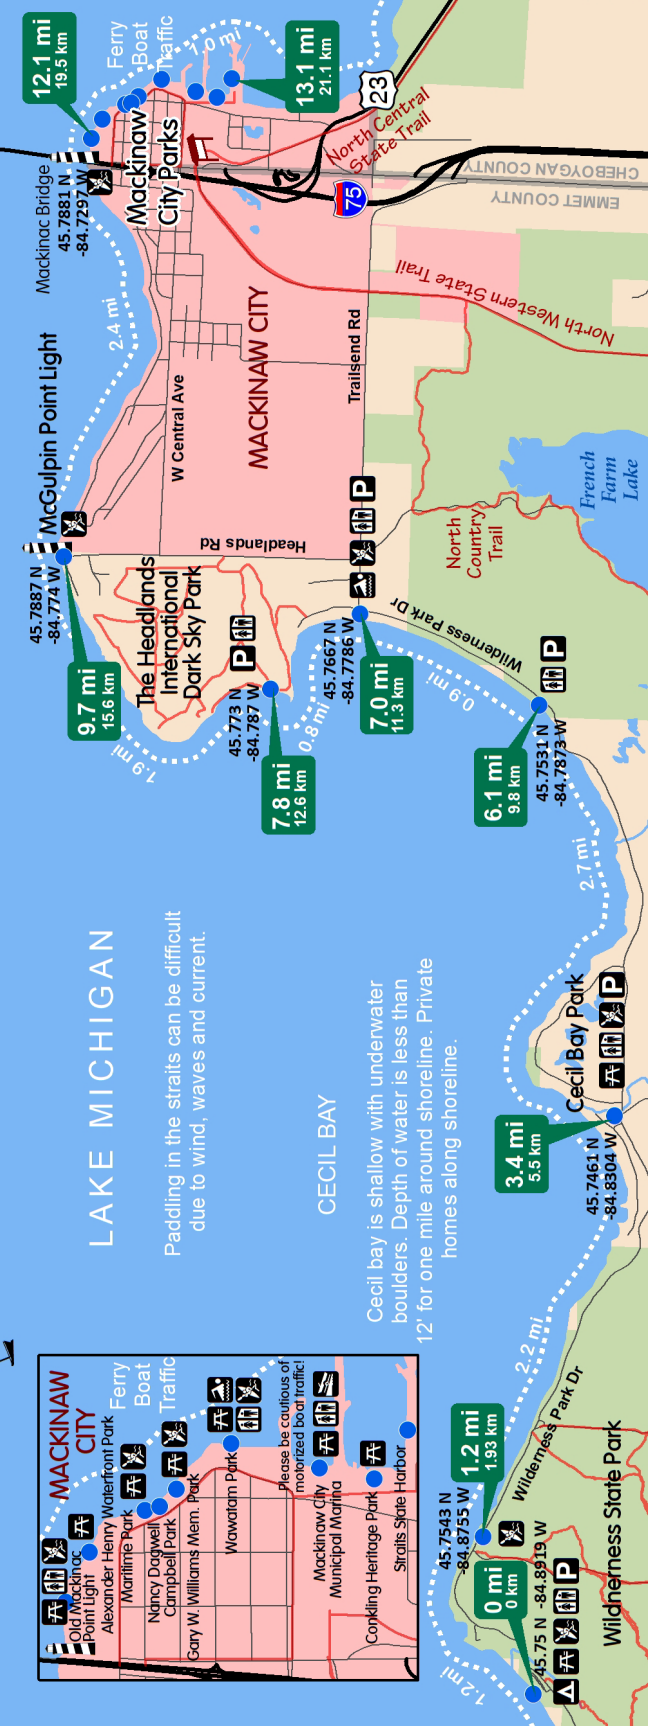 LAKE MICHIGAN
Paddling in the straits can be difficult
due to wind, waves and current.
CECIL BAY
Cecil bay is shallow with underwater
boulders. Depth of water is less than
12' for one mile around shoreline. Private
homes along shoreline.
0 mi
0 km
45.75 N -84.8919 W
1.2 mi
Wilderness State Park
Wilderness Park Dr
1.2 mi
1.93 km
45.7543 N
-84.8755 W
2.2 mi
3.4 mi
5.5 km
45.7461 N
-84.8304 W
Cecil Bay Park
P
2.7 mi
6.1 mi
9.8 km
45.7531 N
-84.7873 W
P
0.9 mi
Wilderness Park Dr
7.0 mi
11.3 km
45.7667 N
-84.7786 W
P
0.8 mi
7.8 mi
12.6 km
45.773 N
-84.787 W
P
The Headlands
International
Dark Sky Park
1.9 mi
9.7 mi
15.6 km
45.7887 N
-84.774 W
McGulpin Point Light
Headlands Rd
W Central Ave
Trailsend Rd
MACKINAW CITY
North
Country
Trail
French
Farm
Lake
North Western State Trail
2.4 mi
Mackinac Bridge
45.7881 N
-84.7297 W
12.1 mi
19.5 km
Mackinaw
City Parks
Ferry
Boat
Traffic
1.0 mi
13.1 mi
21.1 km
23
75
North Central
State Trail
EMMET COUNTY
CHEBOYGAN COUNTY
P
MACKINAW
CITY
Ferry
Boat
Traffic
Old Mackinac
Point Light
Alexander Henry Waterfront Park
Maritime Park
Nancy Dagwell
Campbell Park
Gary W. Williams Mem. Park
Wawatam Park
Please be cautious of
motorized boat traffic!
Mackinaw City
Municipal Marina
Conkling Heritage Park
Straits State Harbor